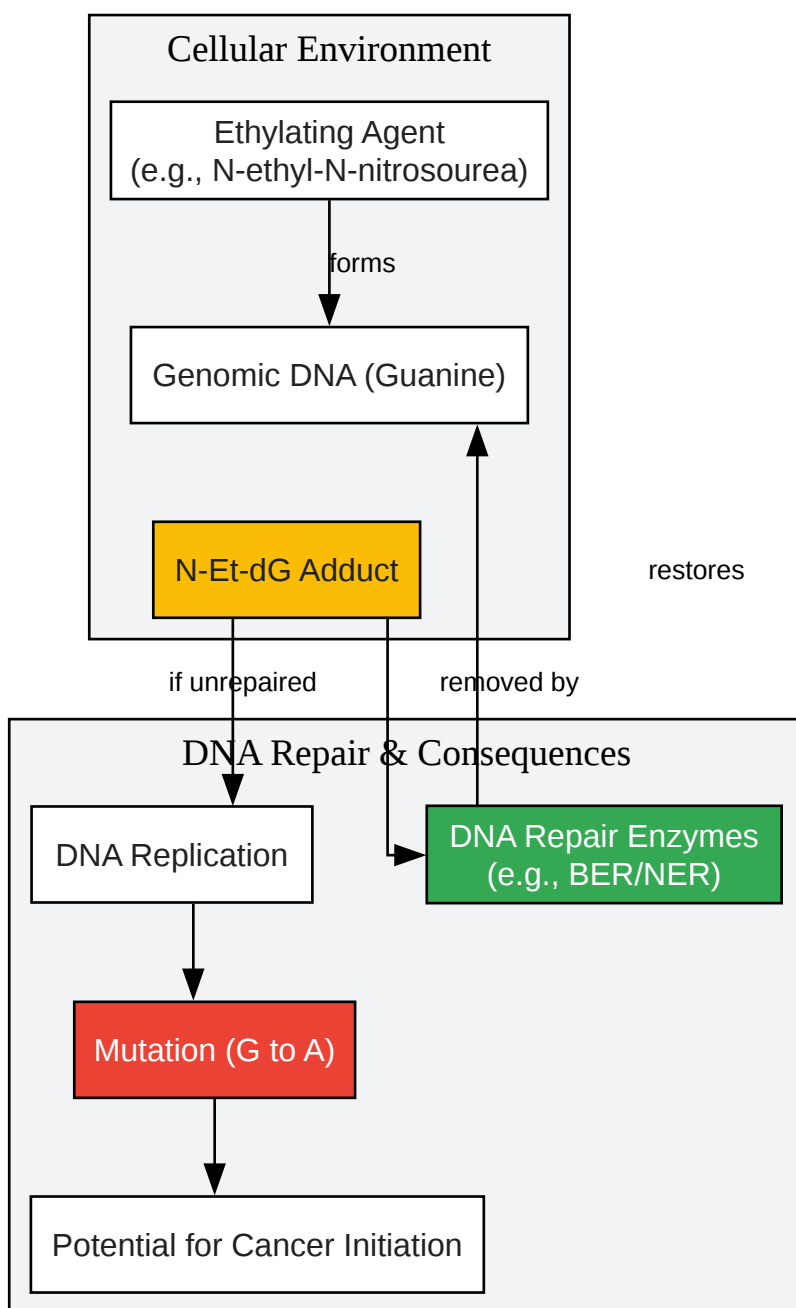 Cellular Environment
Ethylating Agent
(e.g., N-ethyl-N-nitrosourea)
forms
Genomic DNA (Guanine)
N-Et-dG Adduct
restores
if unrepaired
removed by
DNA Repair & Consequences
DNA Replication
DNA Repair Enzymes
(e.g., BER/NER)
Mutation (G to A)
Potential for Cancer Initiation